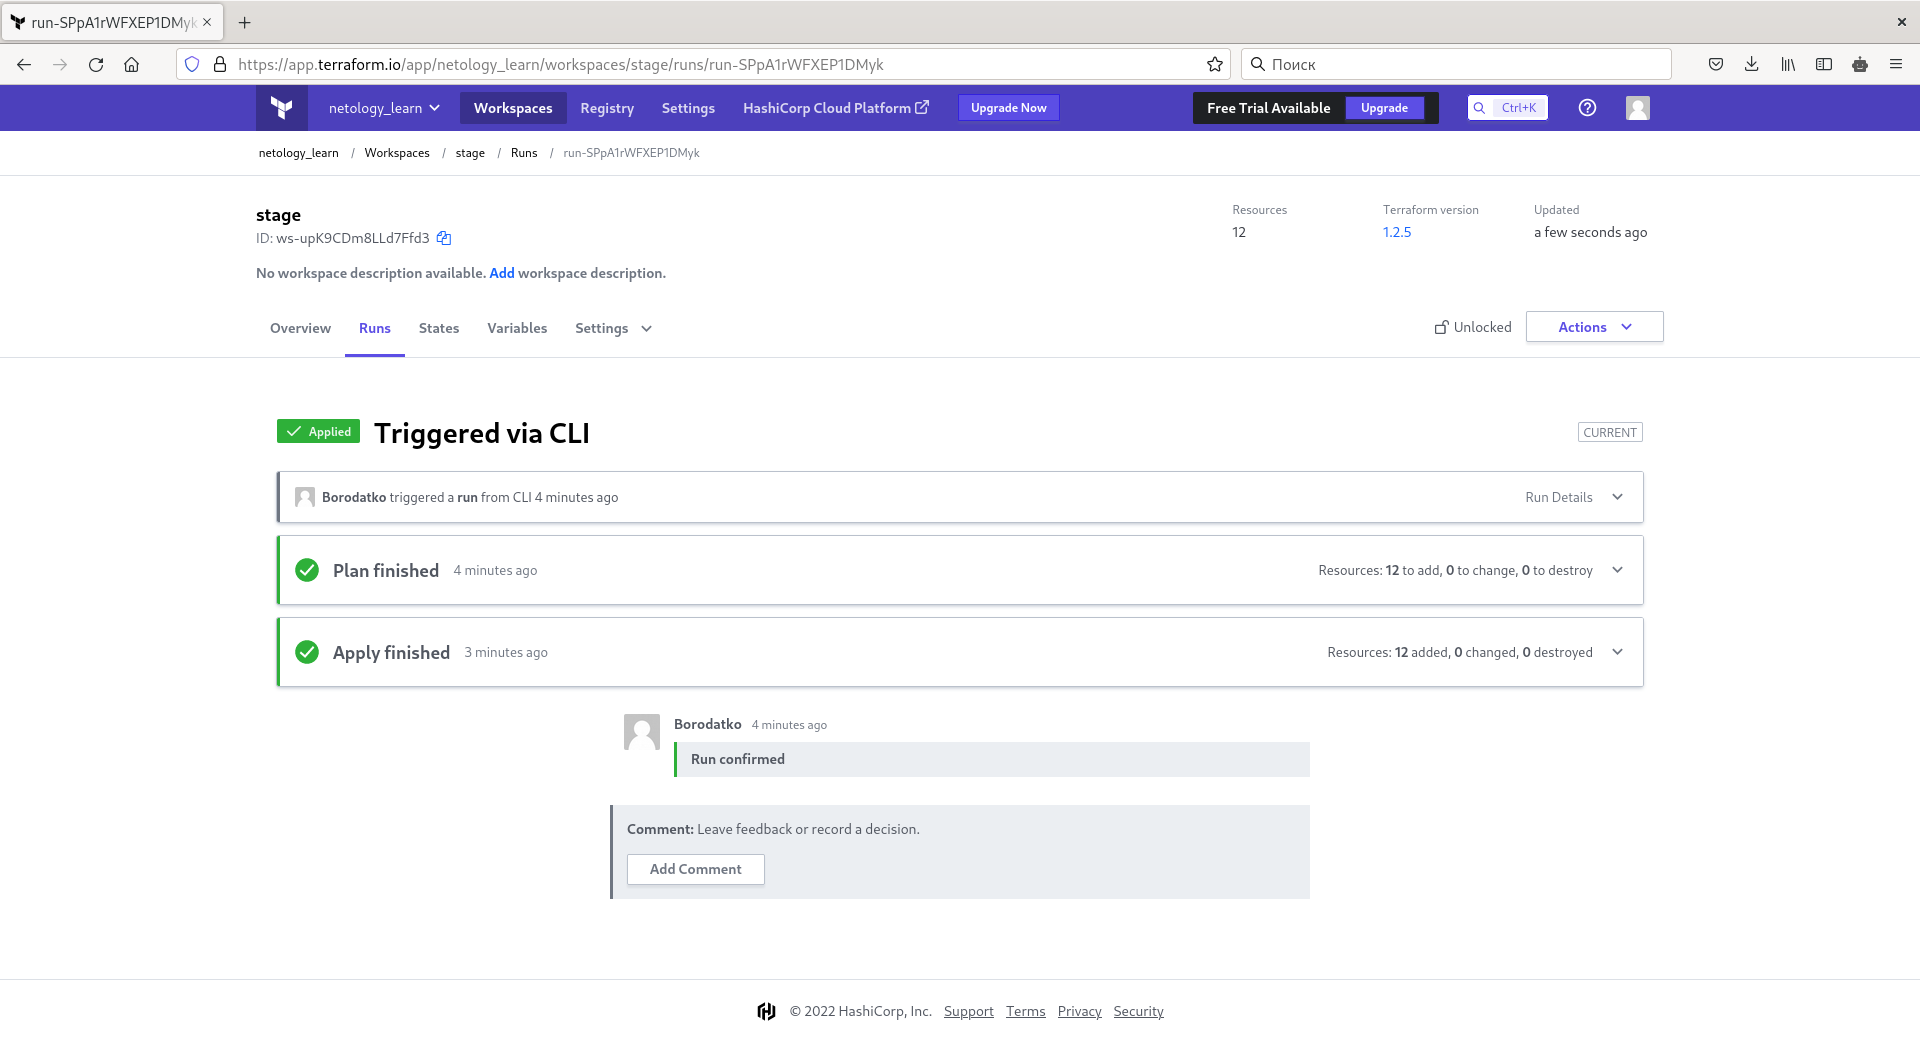 run-SPpA1rWFXEP1DMyk
https://app.terraform.io/app/netology_learn/workspaces/stage/runs/run-SPpA1rWFXEP1DMyk
Поиск
netology_learn Workspaces Registry Settings HashiCorp Cloud Platform Upgrade Now Free Trial Available Upgrade Ctrl+K
netology_learn / Workspaces / stage / Runs / run-SPpA1rWFXEP1DMyk
stage
ID: ws-upK9CDm8LLd7Ffd3
No workspace description available. Add workspace description.
Resources
12
Terraform version
1.2.5
Updated
a few seconds ago
Overview Runs States Variables Settings
Unlocked Actions
Applied Triggered via CLI CURRENT
Borodatko triggered a run from CLI 4 minutes ago Run Details
Plan finished 4 minutes ago Resources: 12 to add, 0 to change, 0 to destroy
Apply finished 3 minutes ago Resources: 12 added, 0 changed, 0 destroyed
Borodatko 4 minutes ago
Run confirmed
Comment: Leave feedback or record a decision.
Add Comment
© 2022 HashiCorp, Inc. Support Terms Privacy Security